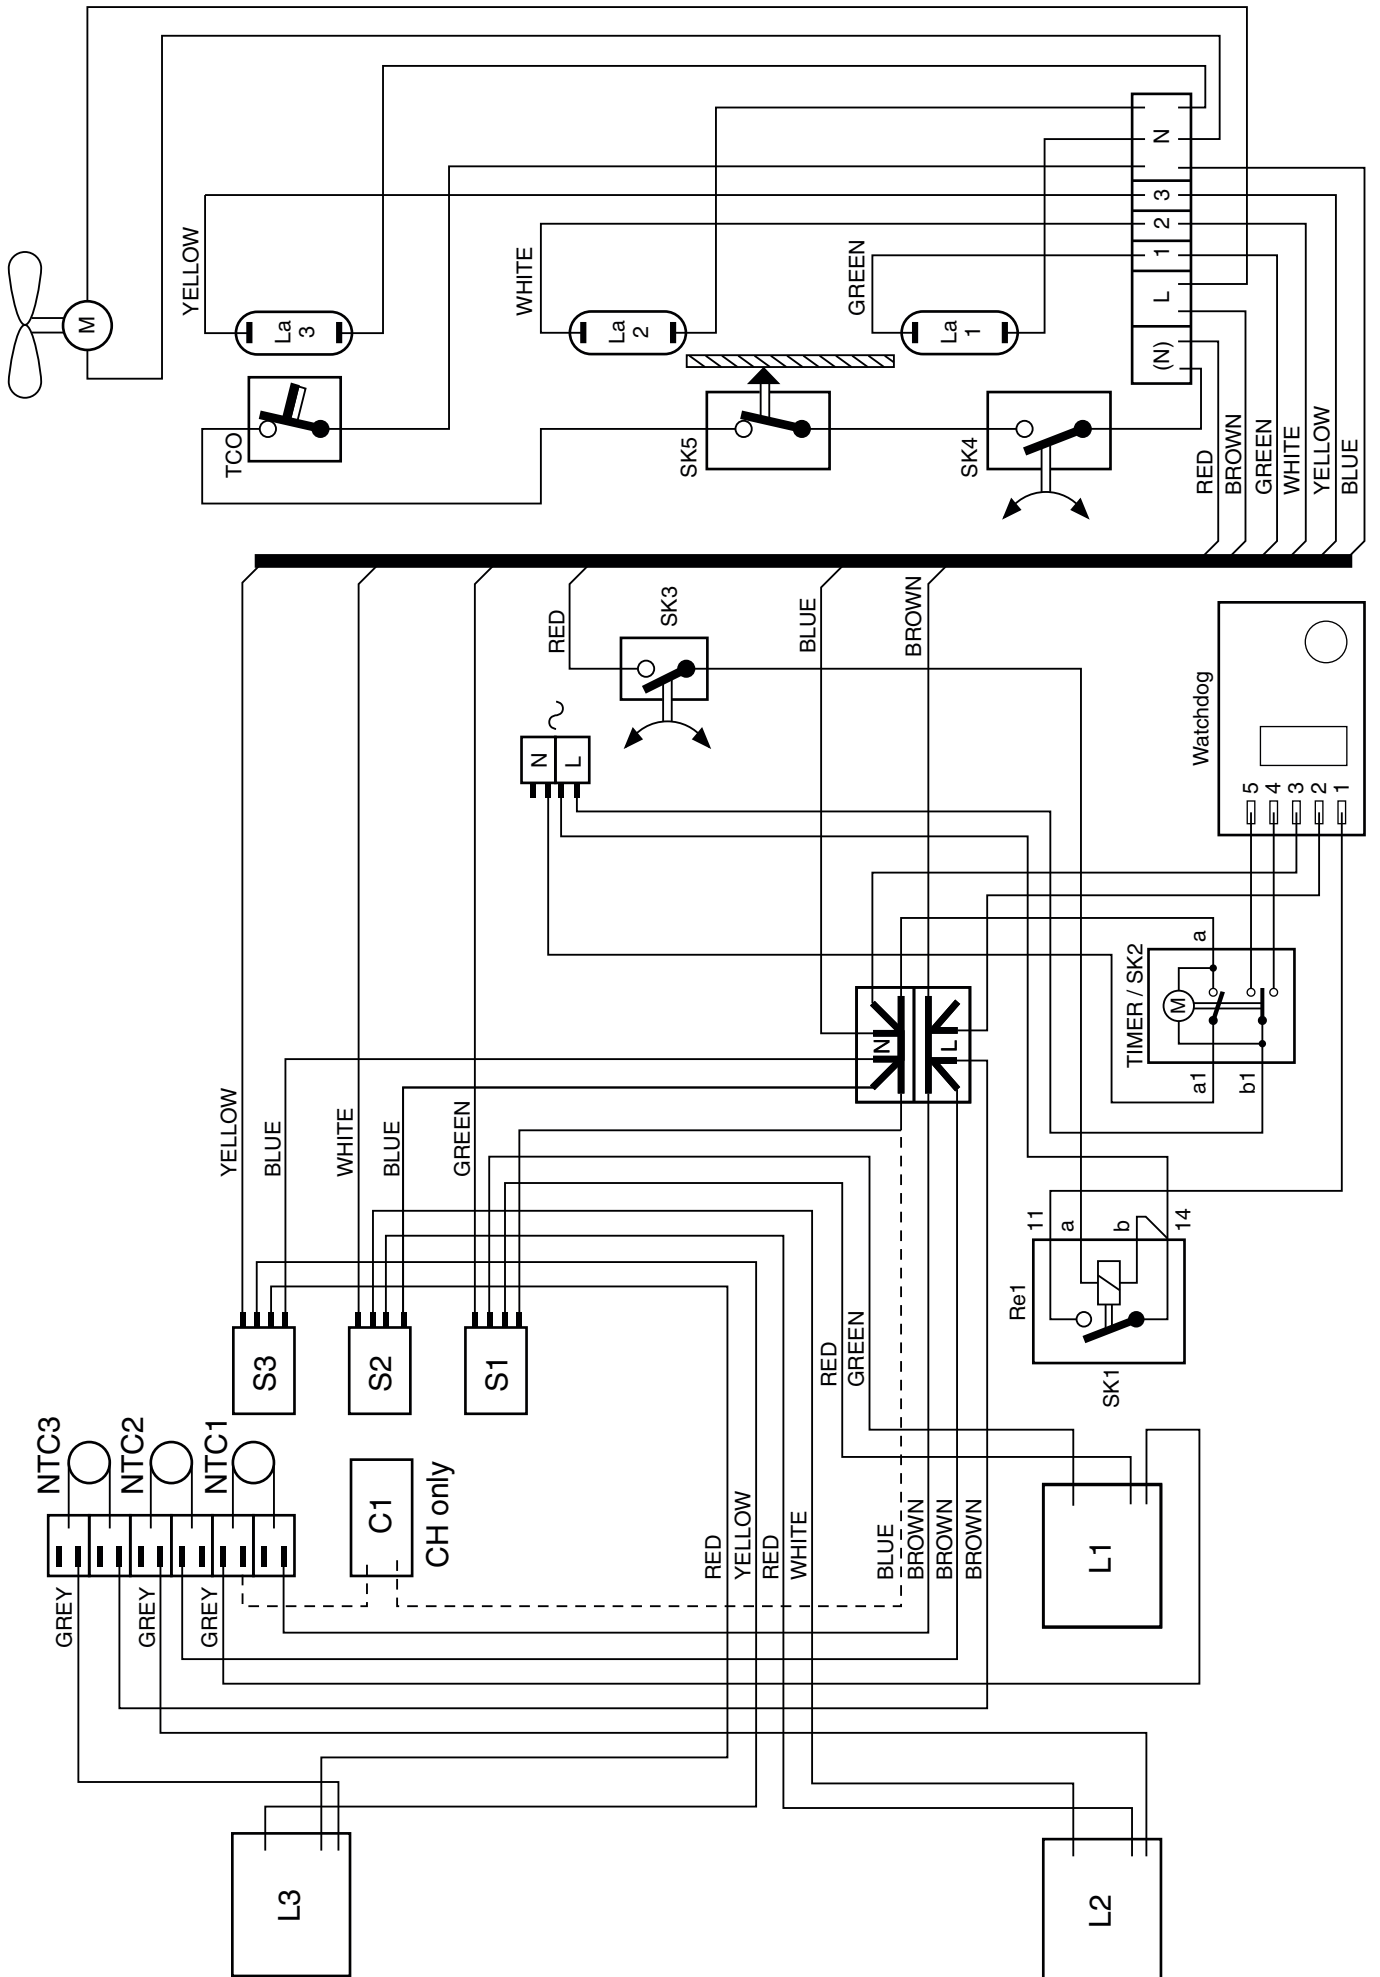 M
YELLOW
La
3
TCO
WHITE
La
2
SK5
GREEN
La
1
SK4
N
3
2
1
L
(N)
RED
BROWN
GREEN
WHITE
YELLOW
BLUE
RED
SK3
BLUE
BROWN
N
L
Watchdog
5
4
3
2
1
TIMER / SK2
a
M
a1
b1
N
L
YELLOW
BLUE
WHITE
BLUE
GREEN
11
a
b
14
Re1
SK1
S3
S2
S1
RED
GREEN
NTC3
NTC2
NTC1
C1
CH only
GREY
GREY
GREY
RED
YELLOW
RED
WHITE
BLUE
BROWN
BROWN
BROWN
L1
L3
L2